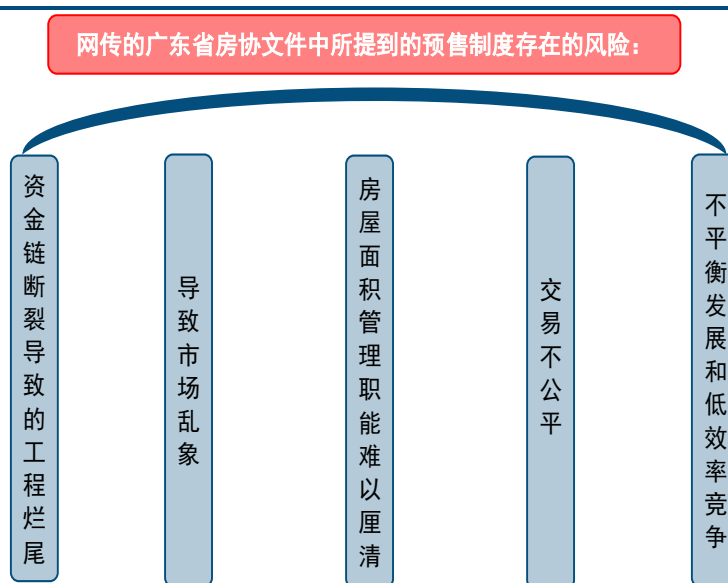 网传的广东省房协文件中所提到的预售制度存在的风险：
资金链断裂导致的工程烂尾
导致市场乱象
房屋面积管理职能难以厘清
交易不公平
不平衡发展和低效率竞争